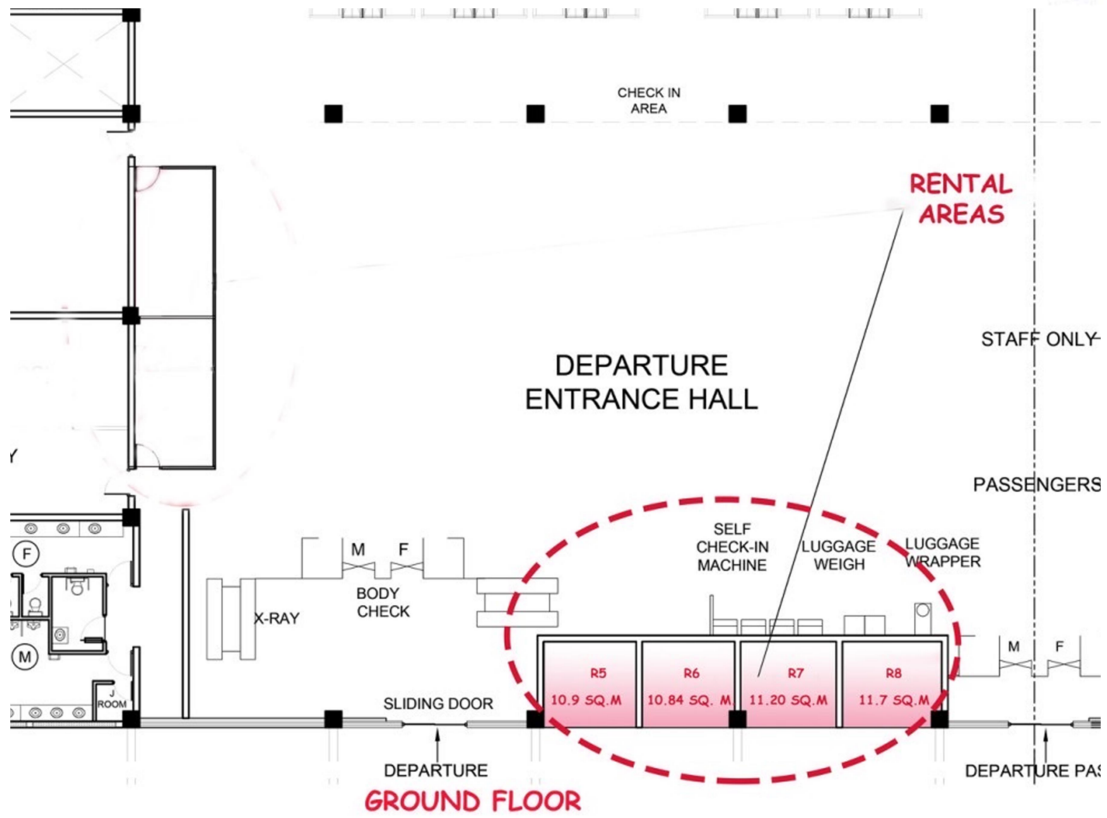 CHECK IN
AREA
RENTAL
AREAS
DEPARTURE
ENTRANCE HALL
STAFF ONLY
Y
PASSENGERS
F
M F
BODY
CHECK
X-RAY
SELF
CHECK-IN
MACHINE
LUGGAGE
WEIGH
LUGGAGE
WRAPPER
M
J
ROOM
M F
R5
10.9 SQ.M
R6
10.84 SQ. M
R7
11.20 SQ.M
R8
11.7 SQ.M
SLIDING DOOR
DEPARTURE
DEPARTURE PAS
GROUND FLOOR